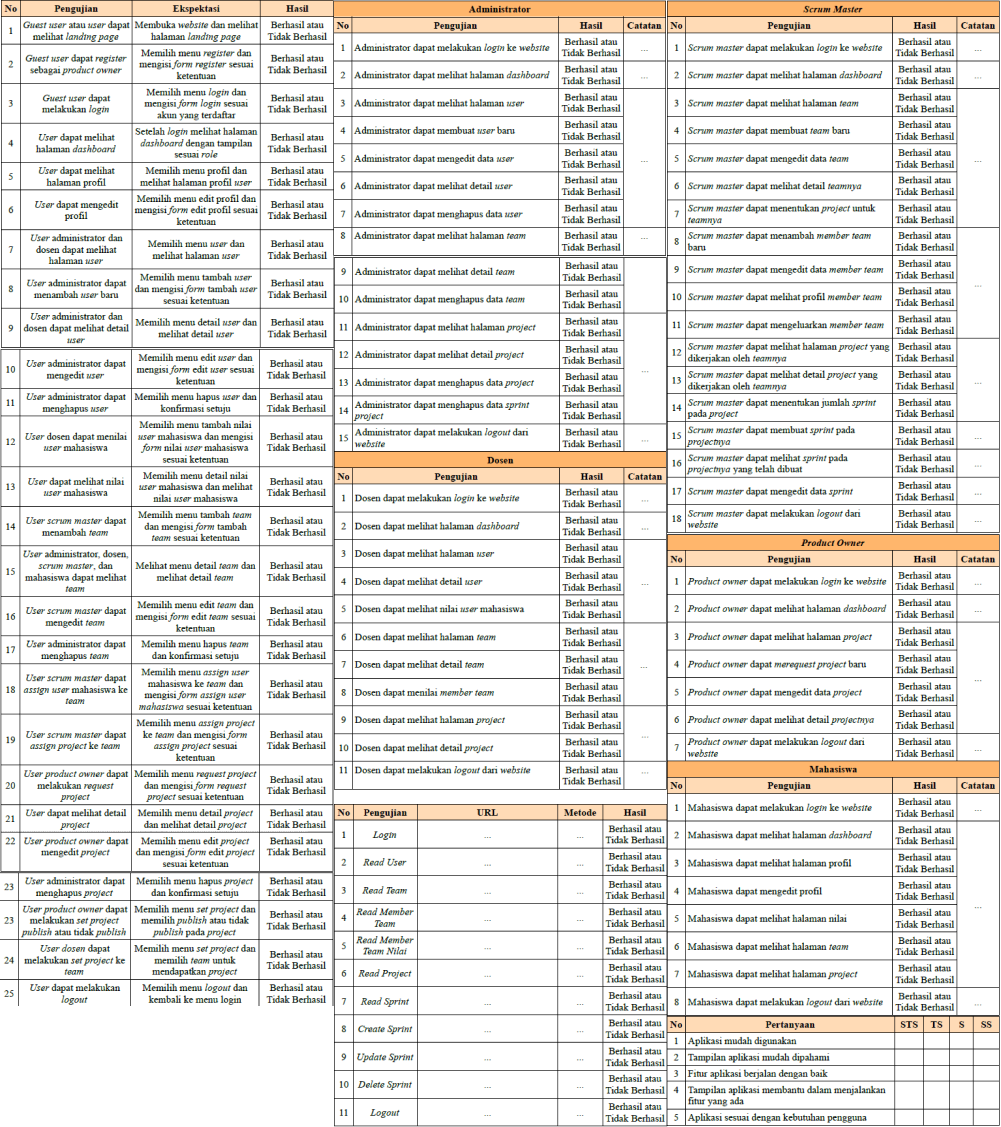 No Pengujian Ekspektasi Hasil
1 Guest user atau user dapat melihat landing page Membuka website dan melihat halaman landing page Berhasil atau Tidak Berhasil
2 Guest user dapat register sebagai product owner Memilih menu register dan mengisi form register sesuai ketentuan Berhasil atau Tidak Berhasil
3 Guest user dapat melakukan login Memilih menu login dan mengisi form login sesuai akun yang terdaftar Berhasil atau Tidak Berhasil
4 User dapat melihat halaman dashboard Setelah login melihat halaman dashboard dengan tampilan sesuai role Berhasil atau Tidak Berhasil
5 User dapat melihat halaman profil Memilih menu profil dan melihat halaman profil user Berhasil atau Tidak Berhasil
6 User dapat mengedit profil Memilih menu edit profil dan mengisi form edit profil sesuai ketentuan Berhasil atau Tidak Berhasil
7 User administrator dan dosen dapat melihat halaman user Memilih menu user dan melihat halaman user Berhasil atau Tidak Berhasil
8 User administrator dapat menambah user baru Memilih menu tambah user dan mengisi form tambah user sesuai ketentuan Berhasil atau Tidak Berhasil
9 User administrator dan dosen dapat melihat detail user Memilih menu detail user dan melihat detail user Berhasil atau Tidak Berhasil
10 User administrator dapat mengedit user Memilih menu edit user dan mengisi form edit user sesuai ketentuan Berhasil atau Tidak Berhasil
11 User administrator dapat menghapus user Memilih menu hapus user dan konfirmasi setuju Berhasil atau Tidak Berhasil
12 User dosen dapat menilai user mahasiswa Memilih menu tambah nilai user mahasiswa dan mengisi form nilai user mahasiswa sesuai ketentuan Berhasil atau Tidak Berhasil
13 User dapat melihat nilai user mahasiswa Memilih menu detail nilai user mahasiswa dan melihat nilai user mahasiswa Berhasil atau Tidak Berhasil
14 User scrum master dapat menambah team Memilih menu tambah team dan mengisi form tambah team sesuai ketentuan Berhasil atau Tidak Berhasil
15 User administrator, dosen, scrum master, dan mahasiswa dapat melihat team Melihat menu detail team dan melihat detail team Berhasil atau Tidak Berhasil
16 User scrum master dapat mengedit team Memilih menu edit team dan mengisi form edit team sesuai ketentuan Berhasil atau Tidak Berhasil
17 User administrator dapat menghapus team Memilih menu hapus team dan konfirmasi setuju Berhasil atau Tidak Berhasil
18 User scrum master dapat assign user mahasiswa ke team Memilih menu assign user mahasiswa ke team dan mengisi form assign user mahasiswa sesuai ketentuan Berhasil atau Tidak Berhasil
19 User scrum master dapat assign project ke team Memilih menu assign project ke team dan mengisi form assign project sesuai ketentuan Berhasil atau Tidak Berhasil
20 User product owner dapat melakukan request project Memilih menu request project dan mengisi form request project sesuai ketentuan Berhasil atau Tidak Berhasil
21 User dapat melihat detail project Memilih menu detail project dan melihat detail project Berhasil atau Tidak Berhasil
22 User product owner dapat mengedit project Memilih menu edit project dan mengisi form edit project sesuai ketentuan Berhasil atau Tidak Berhasil
23 User administrator dapat menghapus project Memilih menu hapus project dan konfirmasi setuju Berhasil atau Tidak Berhasil
23 User product owner dapat melakukan set project publish atau tidak publish Memilih menu set project dan memilih publish atau tidak publish pada project Berhasil atau Tidak Berhasil
24 User dosen dapat melakukan set project ke team Memilih menu set project dan memilih team untuk mendapatkan project Berhasil atau Tidak Berhasil
25 User dapat melakukan logout Memilih menu logout dan kembali ke menu login Berhasil atau Tidak Berhasil
Administrator
No Pengujian Hasil Catatan
1 Administrator dapat melakukan login ke website Berhasil atau Tidak Berhasil ...
2 Administrator dapat melihat halaman dashboard Berhasil atau Tidak Berhasil ...
3 Administrator dapat melihat halaman user Berhasil atau Tidak Berhasil
4 Administrator dapat membuat user baru Berhasil atau Tidak Berhasil
5 Administrator dapat mengedit data user Berhasil atau Tidak Berhasil ...
6 Administrator dapat melihat detail user Berhasil atau Tidak Berhasil
7 Administrator dapat menghapus data user Berhasil atau Tidak Berhasil
8 Administrator dapat melihat halaman team Berhasil atau Tidak Berhasil ...
9 Administrator dapat melihat detail team Berhasil atau Tidak Berhasil
10 Administrator dapat menghapus data team Berhasil atau Tidak Berhasil
11 Administrator dapat melihat halaman project Berhasil atau Tidak Berhasil
12 Administrator dapat melihat detail project Berhasil atau Tidak Berhasil ...
13 Administrator dapat menghapus data project Berhasil atau Tidak Berhasil
14 Administrator dapat menghapus data sprint project Berhasil atau Tidak Berhasil
15 Administrator dapat melakukan logout dari website Berhasil atau Tidak Berhasil ...
Dosen
No Pengujian Hasil Catatan
1 Dosen dapat melakukan login ke website Berhasil atau Tidak Berhasil ...
2 Dosen dapat melihat halaman dashboard Berhasil atau Tidak Berhasil ...
3 Dosen dapat melihat halaman user Berhasil atau Tidak Berhasil
4 Dosen dapat melihat detail user Berhasil atau Tidak Berhasil
5 Dosen dapat melihat nilai user mahasiswa Berhasil atau Tidak Berhasil
6 Dosen dapat melihat halaman team Berhasil atau Tidak Berhasil
7 Dosen dapat melihat detail team Berhasil atau Tidak Berhasil ...
8 Dosen dapat menilai member team Berhasil atau Tidak Berhasil
9 Dosen dapat melihat halaman project Berhasil atau Tidak Berhasil
10 Dosen dapat melihat detail project Berhasil atau Tidak Berhasil
11 Dosen dapat melakukan logout dari website Berhasil atau Tidak Berhasil ...
No Pengujian URL Metode Hasil
1 Login ... ... Berhasil atau Tidak Berhasil
2 Read User ... ... Berhasil atau Tidak Berhasil
3 Read Team ... ... Berhasil atau Tidak Berhasil
4 Read Member Team ... ... Berhasil atau Tidak Berhasil
5 Read Member Team Nilai ... ... Berhasil atau Tidak Berhasil
6 Read Project ... ... Berhasil atau Tidak Berhasil
7 Read Sprint ... ... Berhasil atau Tidak Berhasil
8 Create Sprint ... ... Berhasil atau Tidak Berhasil
9 Update Sprint ... ... Berhasil atau Tidak Berhasil
10 Delete Sprint ... ... Berhasil atau Tidak Berhasil
11 Logout ... ... Berhasil atau Tidak Berhasil
Scrum Master
No Pengujian Hasil Catatan
1 Scrum master dapat melakukan login ke website Berhasil atau Tidak Berhasil ...
2 Scrum master dapat melihat halaman dashboard Berhasil atau Tidak Berhasil ...
3 Scrum master dapat melihat halaman team Berhasil atau Tidak Berhasil
4 Scrum master dapat membuat team baru Berhasil atau Tidak Berhasil
5 Scrum master dapat mengedit data team Berhasil atau Tidak Berhasil ...
6 Scrum master dapat melihat detail teamnya Berhasil atau Tidak Berhasil
7 Scrum master dapat menentukan project untuk teamnya Berhasil atau Tidak Berhasil
8 Scrum master dapat menambah member team baru Berhasil atau Tidak Berhasil
9 Scrum master dapat mengedit data member team Berhasil atau Tidak Berhasil ...
10 Scrum master dapat melihat profil member team Berhasil atau Tidak Berhasil
11 Scrum master dapat mengeluarkan member team Berhasil atau Tidak Berhasil
12 Scrum master dapat melihat halaman project yang dikerjakan oleh teamnya Berhasil atau Tidak Berhasil
13 Scrum master dapat melihat detail project yang dikerjakan oleh teamnya Berhasil atau Tidak Berhasil ...
14 Scrum master dapat menentukan jumlah sprint pada project Berhasil atau Tidak Berhasil
15 Scrum master dapat membuat sprint pada projectnya Berhasil atau Tidak Berhasil
16 Scrum master dapat melihat sprint pada projectnya yang telah dibuat Berhasil atau Tidak Berhasil ...
17 Scrum master dapat mengedit data sprint Berhasil atau Tidak Berhasil
18 Scrum master dapat melakukan logout dari website Berhasil atau Tidak Berhasil ...
Product Owner
No Pengujian Hasil Catatan
1 Product owner dapat melakukan login ke website Berhasil atau Tidak Berhasil ...
2 Product owner dapat melihat halaman dashboard Berhasil atau Tidak Berhasil ...
3 Product owner dapat melihat halaman project Berhasil atau Tidak Berhasil
4 Product owner dapat merequest project baru Berhasil atau Tidak Berhasil
5 Product owner dapat mengedit data project Berhasil atau Tidak Berhasil ...
6 Product owner dapat melihat detail projectnya Berhasil atau Tidak Berhasil
7 Product owner dapat melakukan logout dari website Berhasil atau Tidak Berhasil ...
Mahasiswa
No Pengujian Hasil Catatan
1 Mahasiswa dapat melakukan login ke website Berhasil atau Tidak Berhasil ...
2 Mahasiswa dapat melihat halaman dashboard Berhasil atau Tidak Berhasil
3 Mahasiswa dapat melihat halaman profil Berhasil atau Tidak Berhasil
4 Mahasiswa dapat mengedit profil Berhasil atau Tidak Berhasil ...
5 Mahasiswa dapat melihat halaman nilai Berhasil atau Tidak Berhasil
6 Mahasiswa dapat melihat halaman team Berhasil atau Tidak Berhasil
7 Mahasiswa dapat melihat halaman project Berhasil atau Tidak Berhasil
8 Mahasiswa dapat melakukan logout dari website Berhasil atau Tidak Berhasil ...
No Pertanyaan STS TS S SS
1 Aplikasi mudah digunakan
2 Tampilan aplikasi mudah dipahami
3 Fitur aplikasi berjalan dengan baik
4 Tampilan aplikasi membantu dalam menjalankan fitur yang ada
5 Aplikasi sesuai dengan kebutuhan pengguna